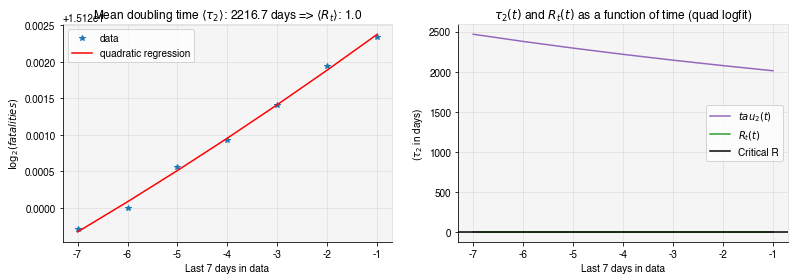 Mean doubling time ⟨τ₂⟩: 2216.7 days => ⟨Rₜ⟩: 1.0
0.0025
0.0020
0.0015
0.0010
0.0005
0.0000
log₂(fatalities)
data
quadratic regression
-7
-6
-5
-4
-3
-2
-1
Last 7 days in data
τ₂(t) and Rₜ(t) as a function of time (quad logfit)
2500
2000
1500
1000
500
0
(τ₂ in days)
tau₂(t)
Rₜ(t)
Critical R
-7
-6
-5
-4
-3
-2
-1
Last 7 days in data